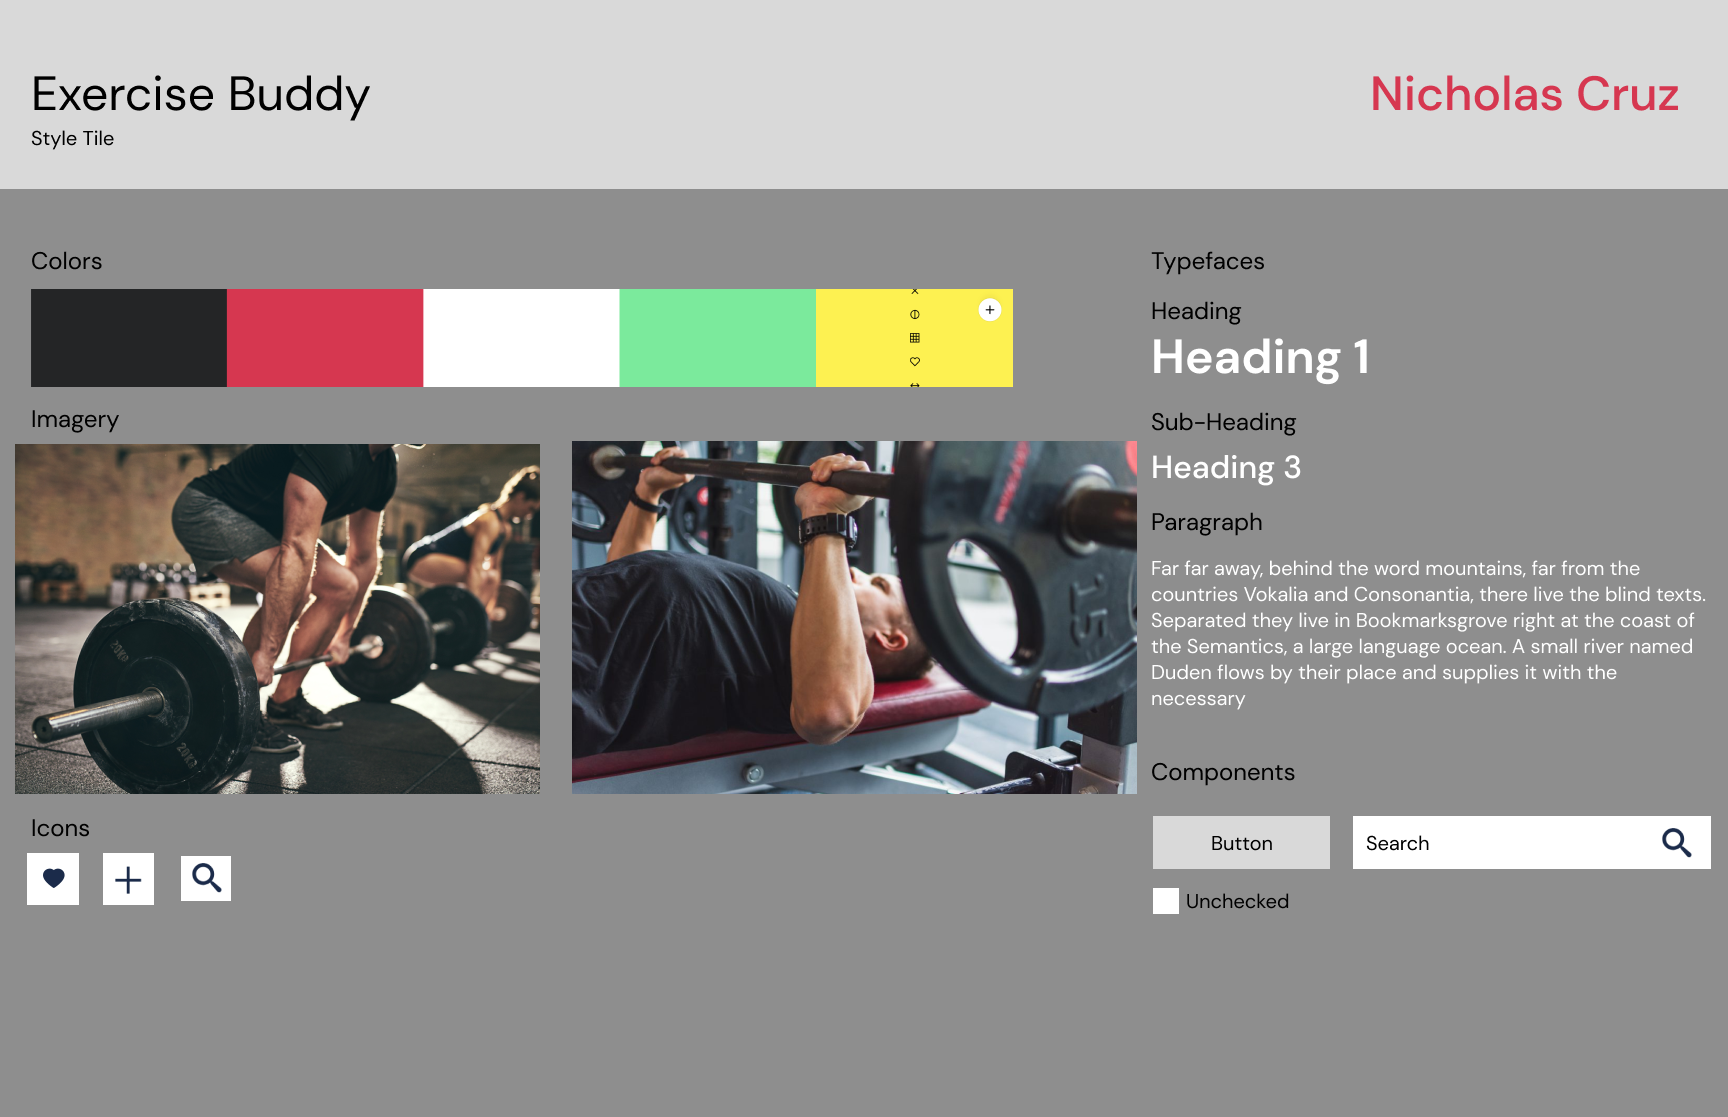 Exercise Buddy
Style Tile
Nicholas Cruz
Colors
Imagery
20KG
20KG
15
Icons
Typefaces
Heading
Heading 1
Sub-Heading
Heading 3
Paragraph
Far far away, behind the word mountains, far from the
countries Vokalia and Consonantia, there live the blind texts.
Separated they live in Bookmarksgrove right at the coast of
the Semantics, a large language ocean. A small river named
Duden flows by their place and supplies it with the
necessary
Components
Button
Search
Unchecked